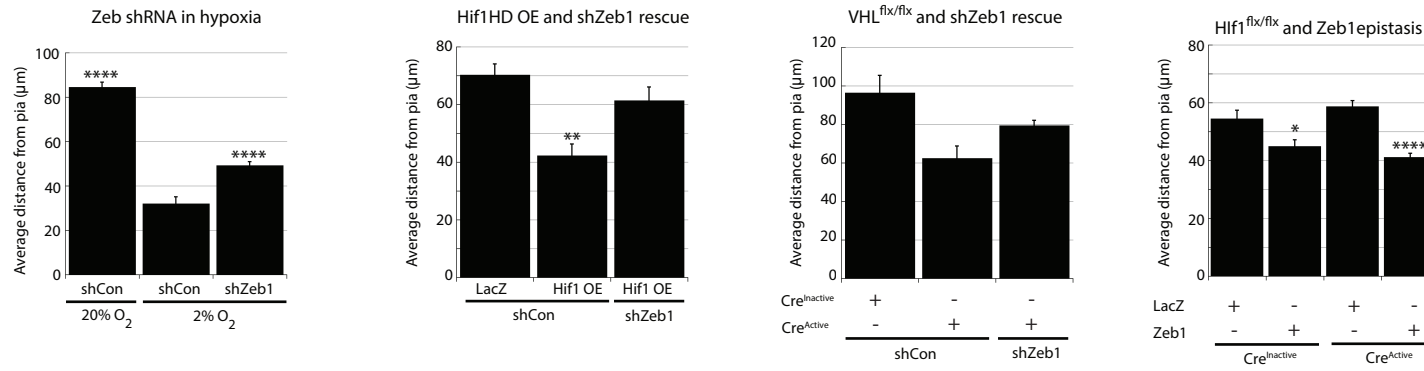 Zeb shRNA in hypoxia
Average distance from pia (µm)
100
80
60
40
20
0
****
****
shCon
shCon
shZeb1
20% O2
2% O2
Hif1HD OE and shZeb1 rescue
Average distance from pia (µm)
80
60
40
20
0
**
LacZ
Hif1 OE
Hif1 OE
shCon
shZeb1
VHLflx/flx and shZeb1 rescue
Average distance from pia (µm)
120
100
80
60
40
20
0
CreInactive + - -
CreActive - + +
shCon
shZeb1
HIf1flx/flx and Zeb1epistasis
Average distance from pia (µm)
80
60
40
20
0
*
****
LacZ + - + -
Zeb1 - + - +
CreInactive
CreActive